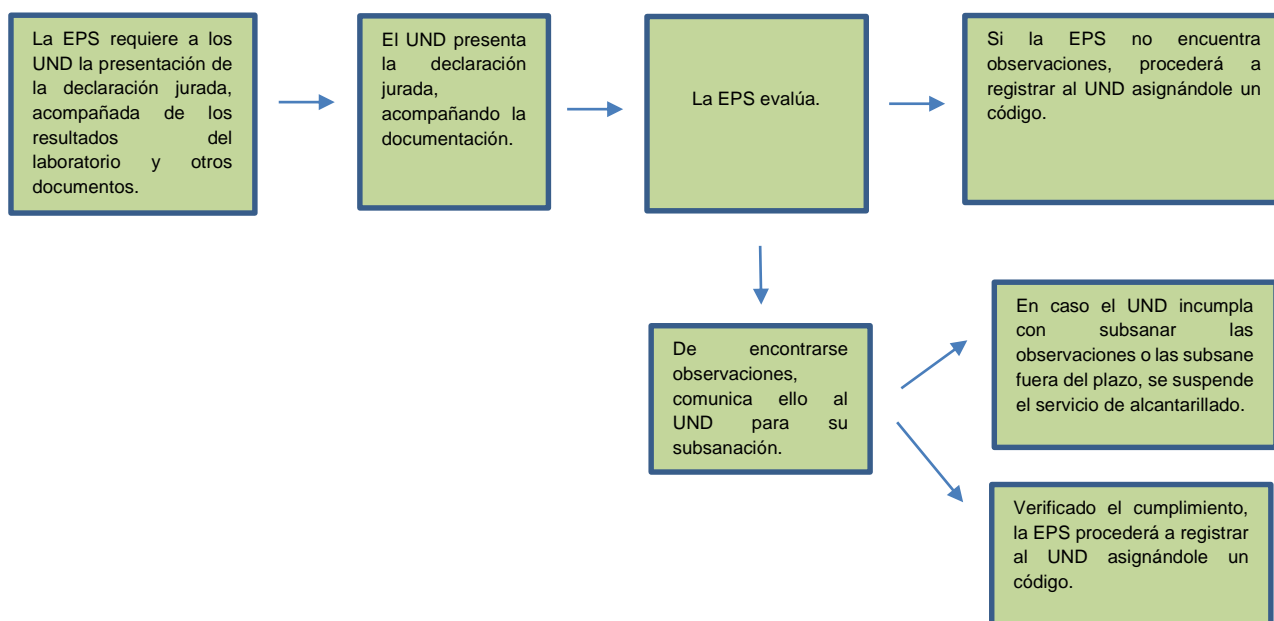 La EPS requiere a los
UND la presentación de
la declaración jurada,
acompañada de los
resultados del
laboratorio y otros
documentos.
El UND presenta
la declaración
jurada,
acompañando la
documentación.
La EPS evalúa.
Si la EPS no encuentra
observaciones, procederá a
registrar al UND asignándole un
código.
De encontrarse
observaciones,
comunica ello al
UND para su
subsanación.
En caso el UND incumpla
con subsanar las
observaciones o las subsane
fuera del plazo, se suspende
el servicio de alcantarillado.
Verificado el cumplimiento,
la EPS procederá a registrar
al UND asignándole un
código.